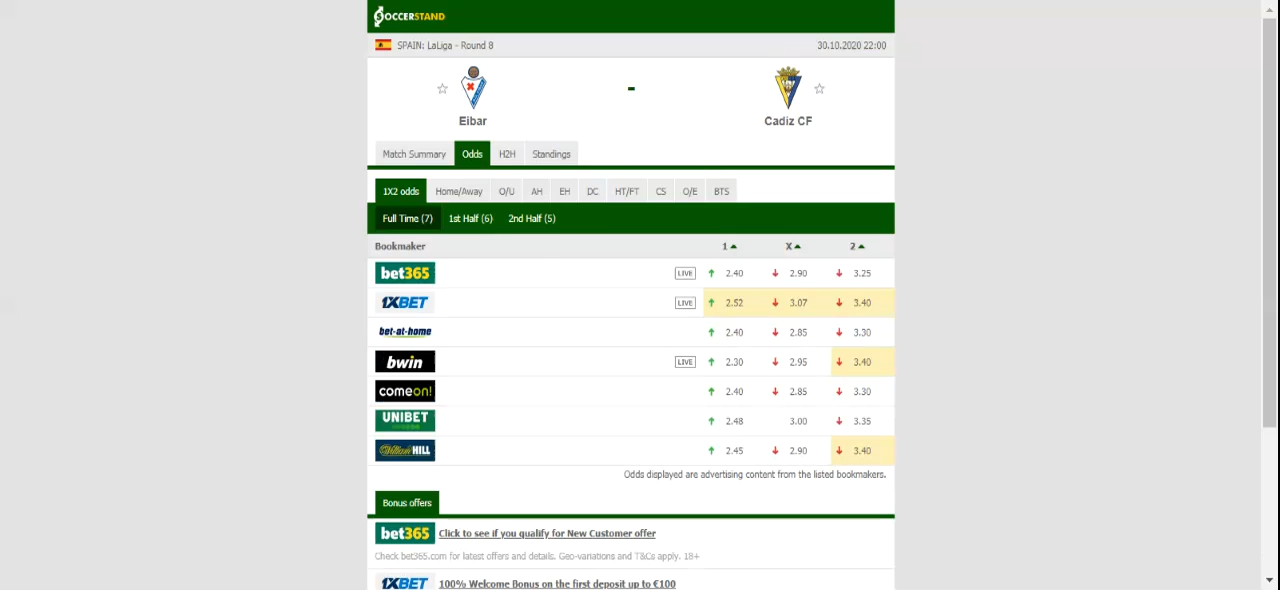 SOCCERSTAND
SPAIN: LaLiga - Round 8 30.10.2020 22:00
-
Eibar Cadiz CF
Match Summary Odds H2H Standings
1X2 odds Home/Away O/U AH EH DC HT/FT CS O/E BTS
Full Time (7) 1st Half (6) 2nd Half (5)
Bookmaker 1 X 2
bet365 LIVE 2.40 2.90 3.25
1XBET LIVE 2.52 3.07 3.40
bet-at-home 2.40 2.85 3.30
bwin LIVE 2.30 2.95 3.40
comeon! 2.40 2.85 3.30
UNIBET 2.48 3.00 3.35
William HILL 2.45 2.90 3.40
Odds displayed are advertising content from the listed bookmakers.
Bonus offers
bet365 Click to see if you qualify for New Customer offer
Check bet365.com for latest offers and details. Geo-variations and T&Cs apply. 18+
1XBET 100% Welcome Bonus on the first deposit up to €100